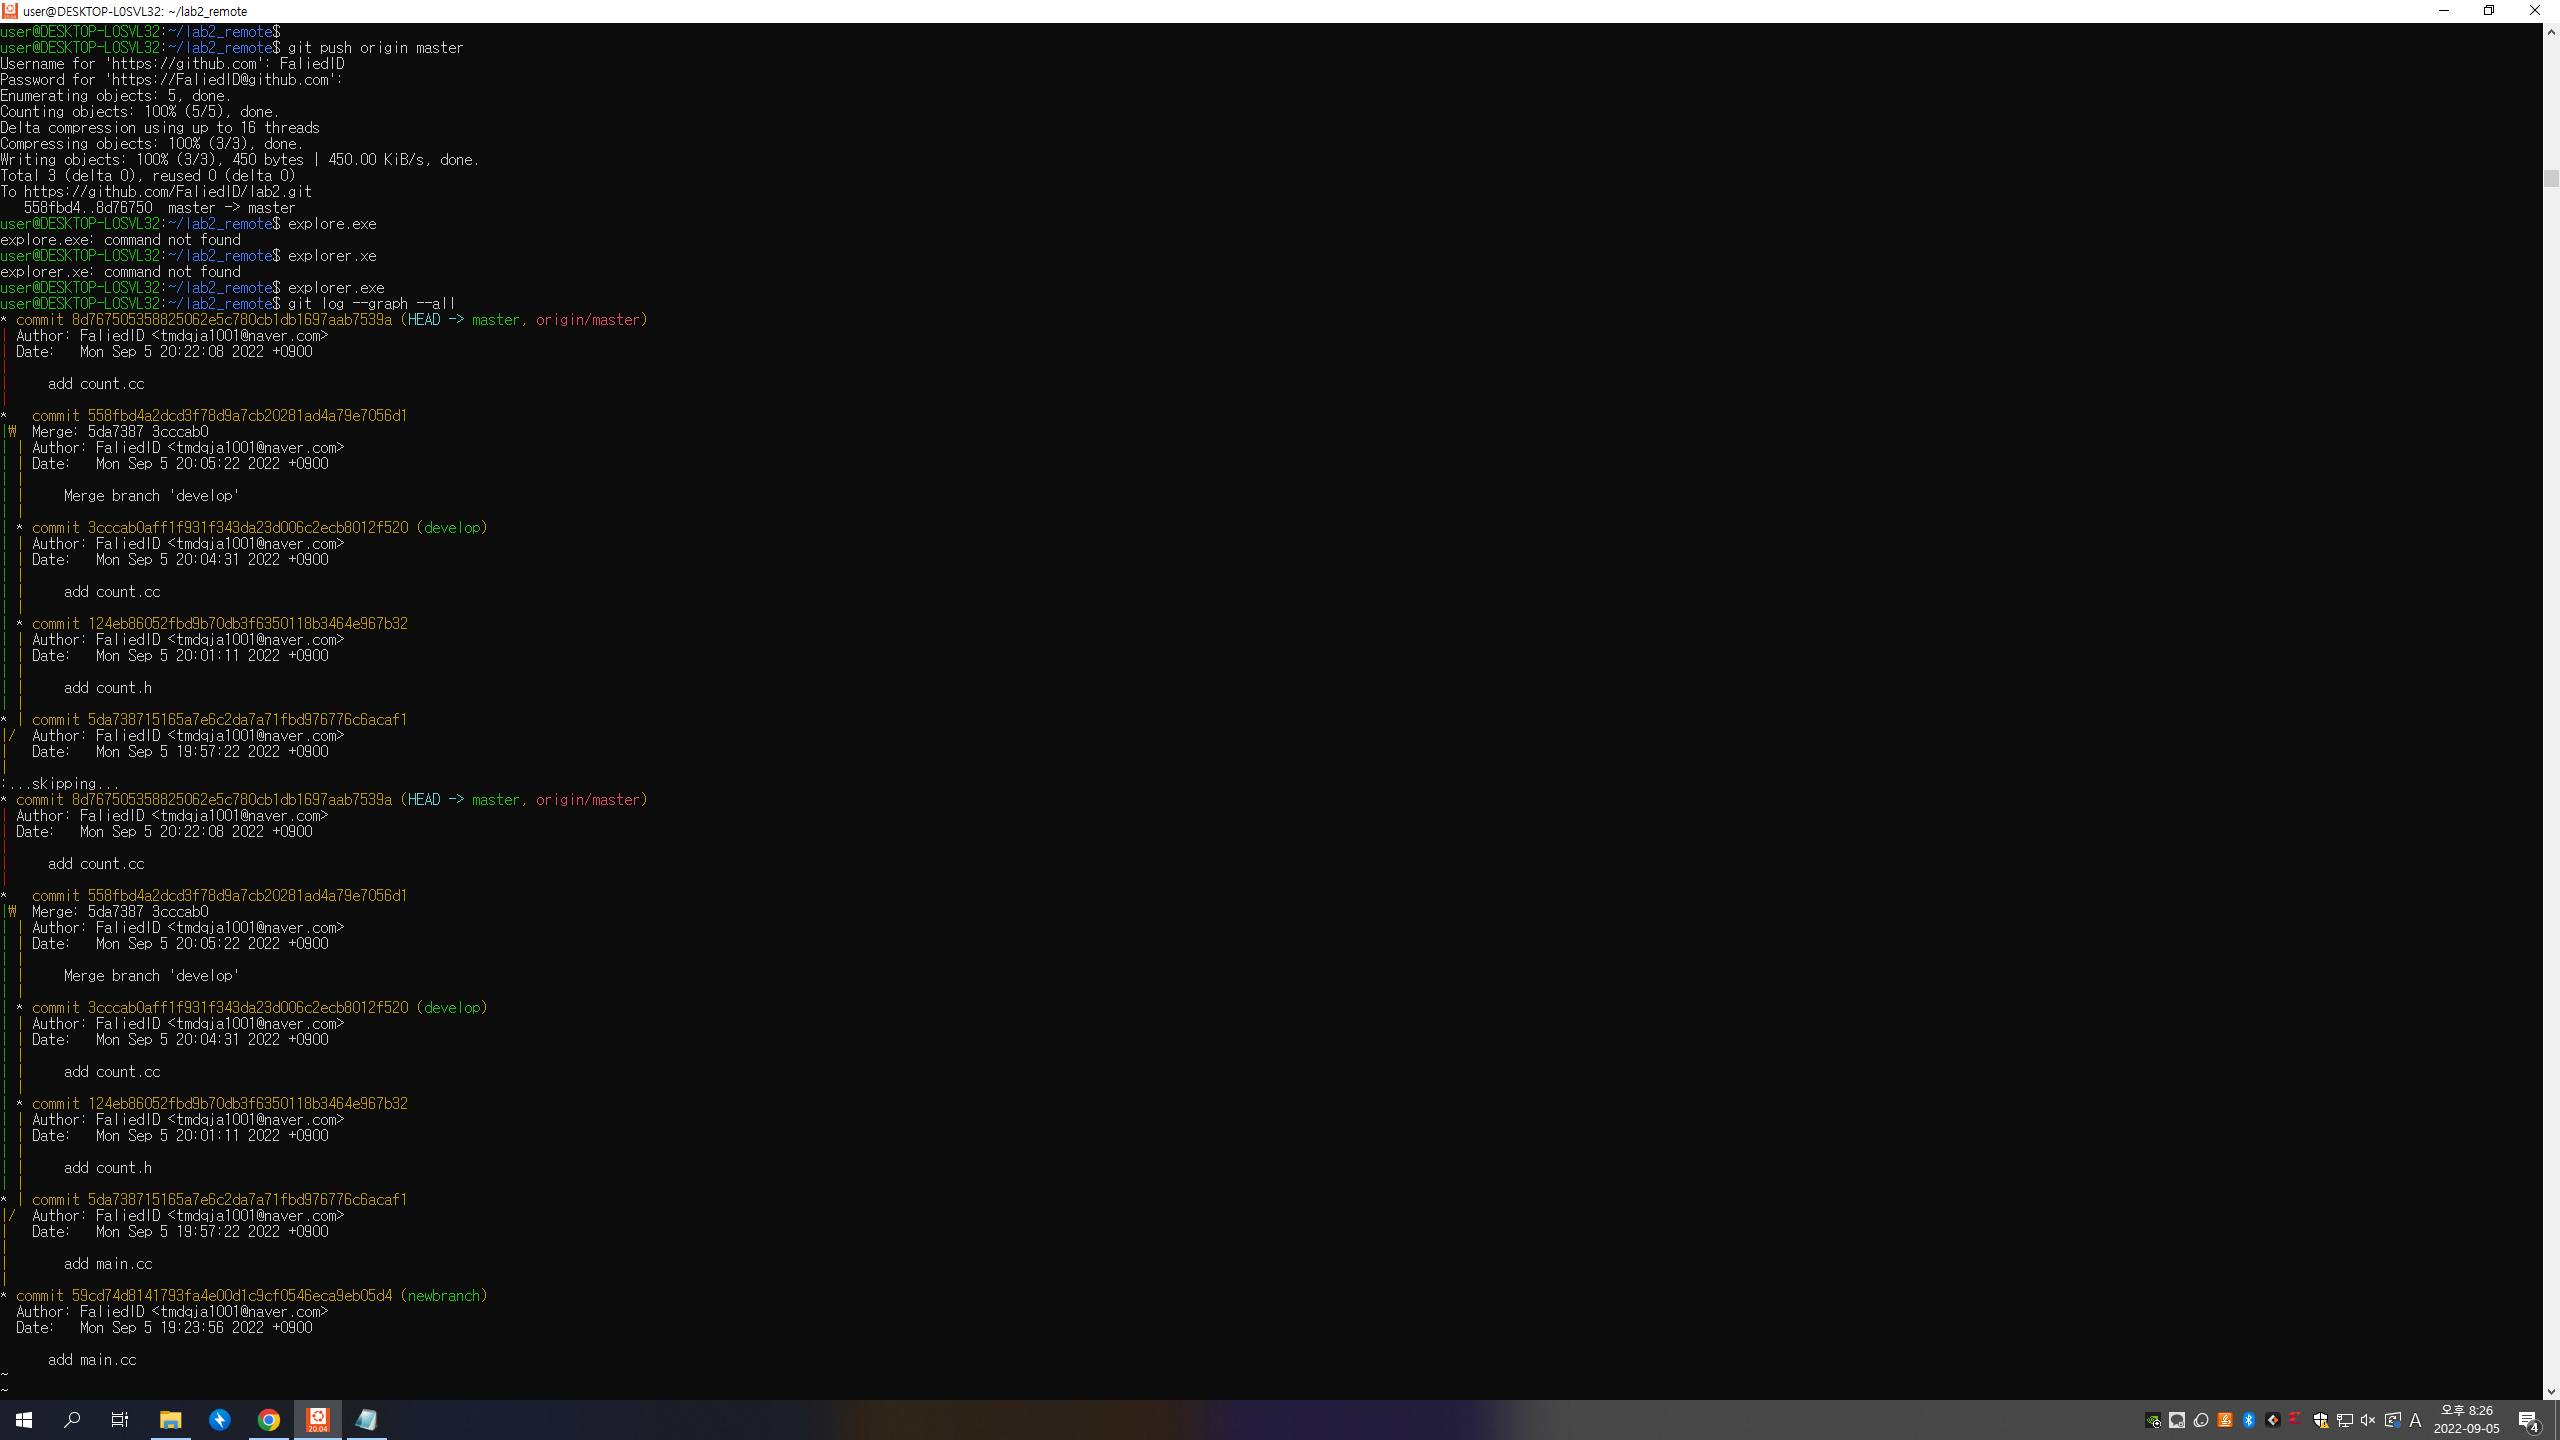 user@DESKTOP-L0SVL32: ~/lab2_remote
user@DESKTOP-L0SVL32:~/lab2_remote$
user@DESKTOP-L0SVL32:~/lab2_remote$ git push origin master
Username for 'https://github.com': FaliedID
Password for 'https://FaliedID@github.com':
Enumerating objects: 5, done.
Counting objects: 100% (5/5), done.
Delta compression using up to 16 threads
Compressing objects: 100% (3/3), done.
Writing objects: 100% (3/3), 450 bytes | 450.00 KiB/s, done.
Total 3 (delta 0), reused 0 (delta 0)
To https://github.com/FaliedID/lab2.git
   558fbd4..8d76750  master -> master
user@DESKTOP-L0SVL32:~/lab2_remote$ explore.exe
explore.exe: command not found
user@DESKTOP-L0SVL32:~/lab2_remote$ explorer.xe
explorer.xe: command not found
user@DESKTOP-L0SVL32:~/lab2_remote$ explorer.exe
user@DESKTOP-L0SVL32:~/lab2_remote$ git log --graph --all
* commit 8d767505358825062e5c780cb1db1697aab7539a (HEAD -> master, origin/master)
| Author: FaliedID <tmdgja1001@naver.com>
| Date:   Mon Sep 5 20:22:08 2022 +0900
|
|     add count.cc
|
*   commit 558fbd4a2dcd3f78d9a7cb20281ad4a79e7056d1
|₩  Merge: 5da7387 3cccab0
| | Author: FaliedID <tmdgja1001@naver.com>
| | Date:   Mon Sep 5 20:05:22 2022 +0900
| |
| |     Merge branch 'develop'
| |
| * commit 3cccab0aff1f931f343da23d006c2ecb8012f520 (develop)
| | Author: FaliedID <tmdgja1001@naver.com>
| | Date:   Mon Sep 5 20:04:31 2022 +0900
| |
| |     add count.cc
| |
| * commit 124eb86052fbd9b70db3f6350118b3464e967b32
| | Author: FaliedID <tmdgja1001@naver.com>
| | Date:   Mon Sep 5 20:01:11 2022 +0900
| |
| |     add count.h
| |
* | commit 5da738715165a7e6c2da7a71fbd976776c6acaf1
|/  Author: FaliedID <tmdgja1001@naver.com>
|   Date:   Mon Sep 5 19:57:22 2022 +0900
|
:...skipping...
* commit 8d767505358825062e5c780cb1db1697aab7539a (HEAD -> master, origin/master)
| Author: FaliedID <tmdgja1001@naver.com>
| Date:   Mon Sep 5 20:22:08 2022 +0900
|
|     add count.cc
|
*   commit 558fbd4a2dcd3f78d9a7cb20281ad4a79e7056d1
|₩  Merge: 5da7387 3cccab0
| | Author: FaliedID <tmdgja1001@naver.com>
| | Date:   Mon Sep 5 20:05:22 2022 +0900
| |
| |     Merge branch 'develop'
| |
| * commit 3cccab0aff1f931f343da23d006c2ecb8012f520 (develop)
| | Author: FaliedID <tmdgja1001@naver.com>
| | Date:   Mon Sep 5 20:04:31 2022 +0900
| |
| |     add count.cc
| |
| * commit 124eb86052fbd9b70db3f6350118b3464e967b32
| | Author: FaliedID <tmdgja1001@naver.com>
| | Date:   Mon Sep 5 20:01:11 2022 +0900
| |
| |     add count.h
| |
* | commit 5da738715165a7e6c2da7a71fbd976776c6acaf1
|/  Author: FaliedID <tmdgja1001@naver.com>
|   Date:   Mon Sep 5 19:57:22 2022 +0900
|
|       add main.cc
|
* commit 59cd74d8141793fa4e00d1c9cf0546eca9eb05d4 (newbranch)
  Author: FaliedID <tmdgja1001@naver.com>
  Date:   Mon Sep 5 19:23:56 2022 +0900

      add main.cc
~
~
20.04
A
오후 8:26
2022-09-05
4